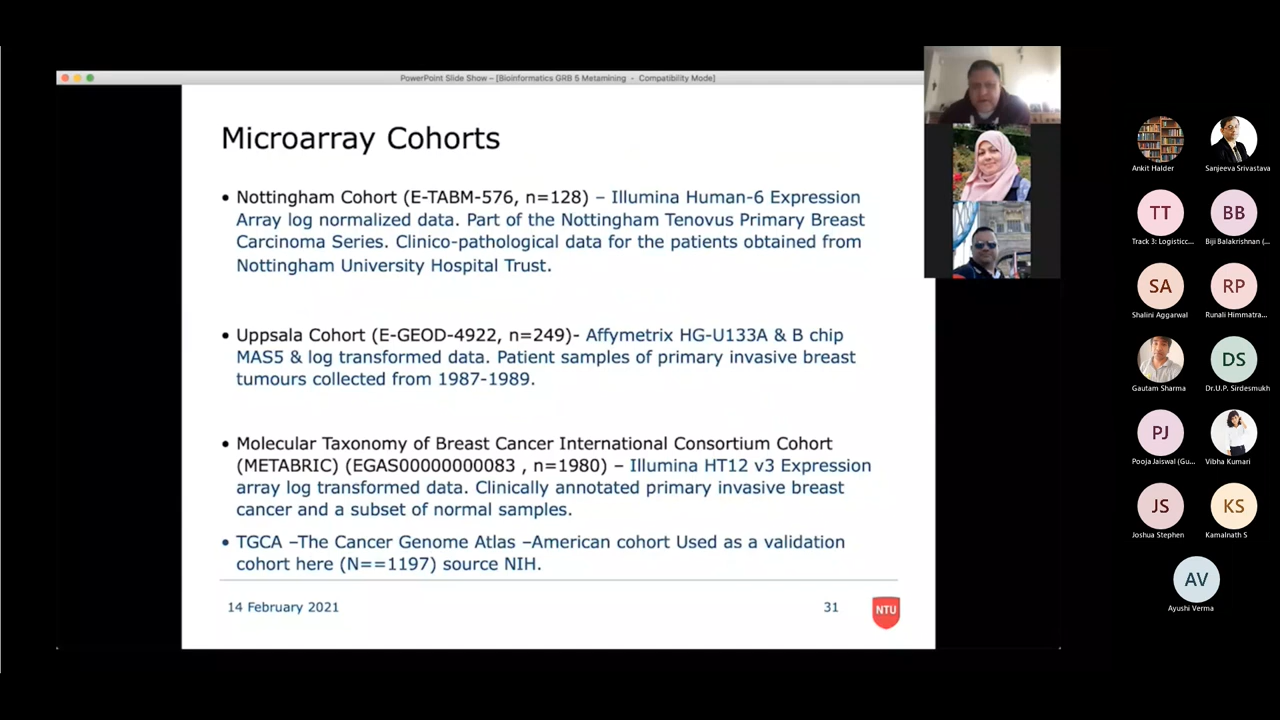 PowerPoint Slide Show – [Bioinformatics GRB 5 Metamining - Compatibility Mode]
Microarray Cohorts
• Nottingham Cohort (E-TABM-576, n=128) – Illumina Human-6 Expression
Array log normalized data. Part of the Nottingham Tenovus Primary Breast
Carcinoma Series. Clinico-pathological data for the patients obtained from
Nottingham University Hospital Trust.
• Uppsala Cohort (E-GEOD-4922, n=249)- Affymetrix HG-U133A & B chip
MAS5 & log transformed data. Patient samples of primary invasive breast
tumours collected from 1987-1989.
• Molecular Taxonomy of Breast Cancer International Consortium Cohort
(METABRIC) (EGAS00000000083 , n=1980) – Illumina HT12 v3 Expression
array log transformed data. Clinically annotated primary invasive breast
cancer and a subset of normal samples.
• TGCA –The Cancer Genome Atlas –American cohort Used as a validation
cohort here (N==1197) source NIH.
14 February 2021
31
NTU
Ankit Halder
Sanjeeva Srivastava
TT
BB
Track 3: Logisticc...
Biji Balakrishnan (...
SA
RP
Shalini Aggarwal
Runali Himmatra...
DS
Gautam Sharma
Dr.U.P. Sirdesmukh
PJ
Pooja Jaiswal (Gu...
Vibha Kumari
JS
KS
Joshua Stephen
Kamalnath S
AV
Ayushi Verma